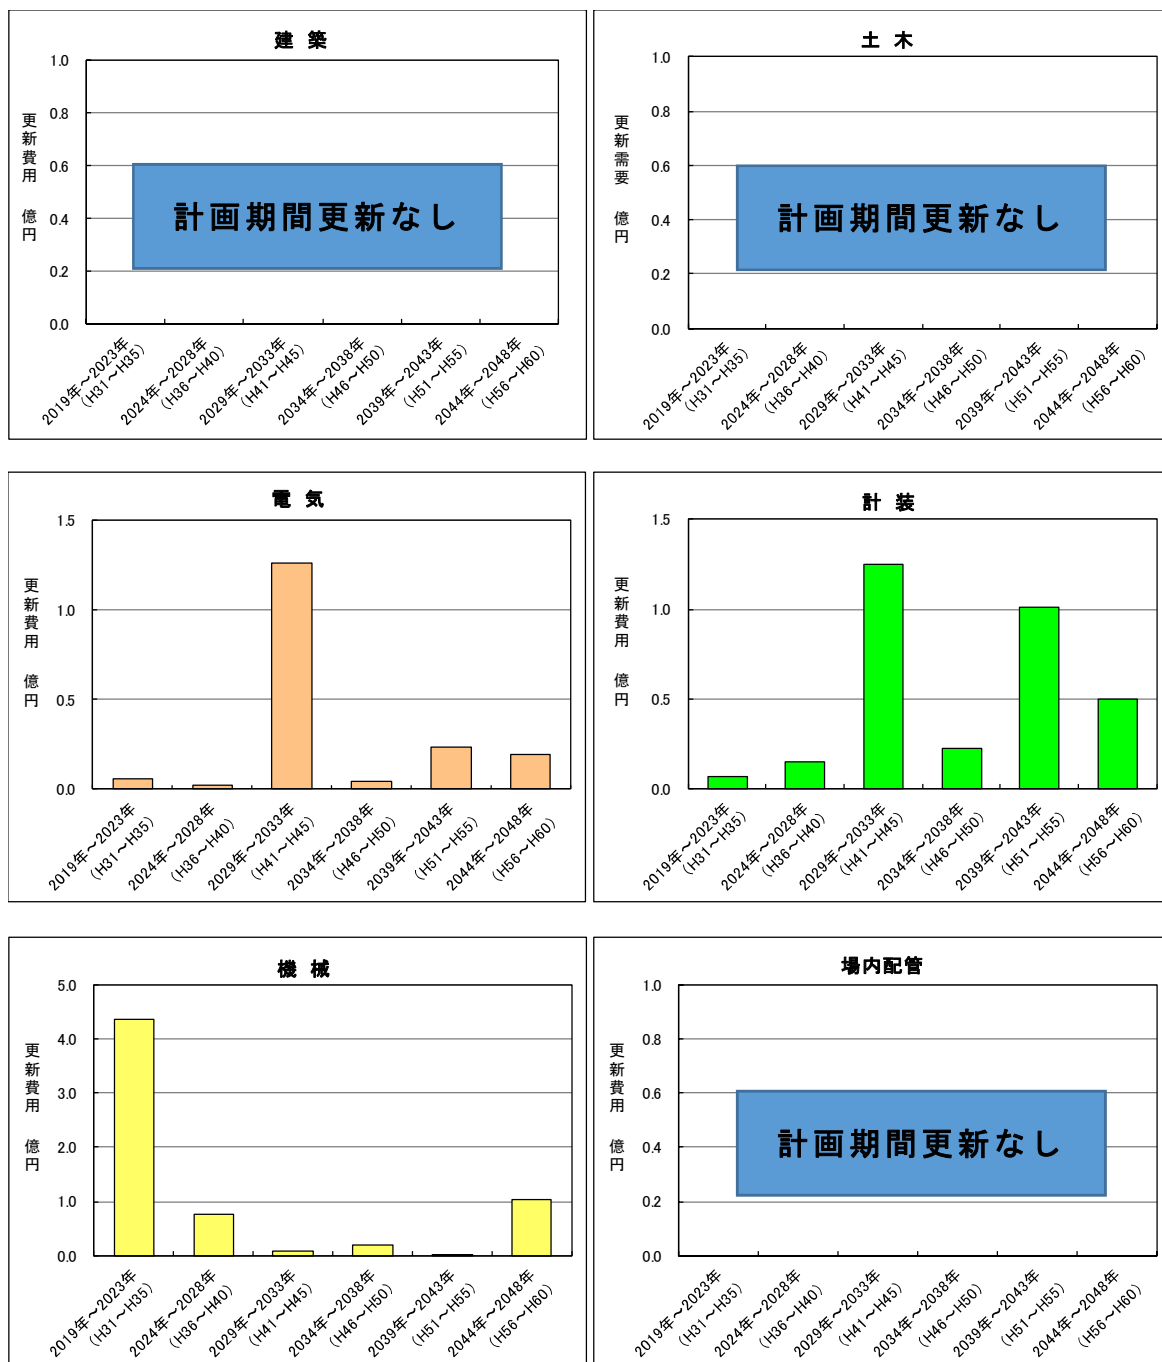 建 築
更新費用 億円
1.0
0.8
0.6
0.4
0.2
0.0
計画期間更新なし
2019年～2023年
（H31～H35）
2024年～2028年
（H36～H40）
2029年～2033年
（H41～H45）
2034年～2038年
（H46～H50）
2039年～2043年
（H51～H55）
2044年～2048年
（H56～H60）
土 木
更新需要 億円
1.0
0.8
0.6
0.4
0.2
0.0
計画期間更新なし
2019年～2023年
（H31～H35）
2024年～2028年
（H36～H40
2029年～2033年
（H41～H45）
2034年～2038年
（H46～H50）
2039年～2043年
（H51～H55）
2044年～2048年
（H56～H60）
電 気
更新費用 億円
1.5
1.0
0.5
0.0
2019年～2023年
（H31～H35）
2024年～2028年
（H36～H40）
2029年～2033年
（H41～H45）
2034年～2038年
（H46～H50）
2039年～2043年
（H51～H55）
2044年～2048年
（H56～H60）
計 装
更新費用 億円
1.5
1.0
0.5
0.0
2019年～2023年
（H31～H35）
2024年～2028年
（H36～H40）
2029年～2033年
（H41～H45）
2034年～2038年
（H46～H50）
2039年～2043年
（H51～H55）
2044年～2048年
（H56～H60）
機 械
更新費用 億円
5.0
4.0
3.0
2.0
1.0
0.0
2019年～2023年
（H31～H35）
2024年～2028年
（H36～H40）
2029年～2033年
（H41～H45）
2034年～2038年
（H46～H50）
2039年～2043年
（H51～H55）
2044年～2048年
（H56～H60）
場内配管
更新費用 億円
1.0
0.8
0.6
0.4
0.2
0.0
計画期間更新なし
2019年～2023年
（H31～H35）
2024年～2028年
（H36～H40）
2029年～2033年
（H41～H45）
2034年～2038年
（H46～H50）
2039年～2043年
（H51～H55）
2044年～2048年
（H56～H60）